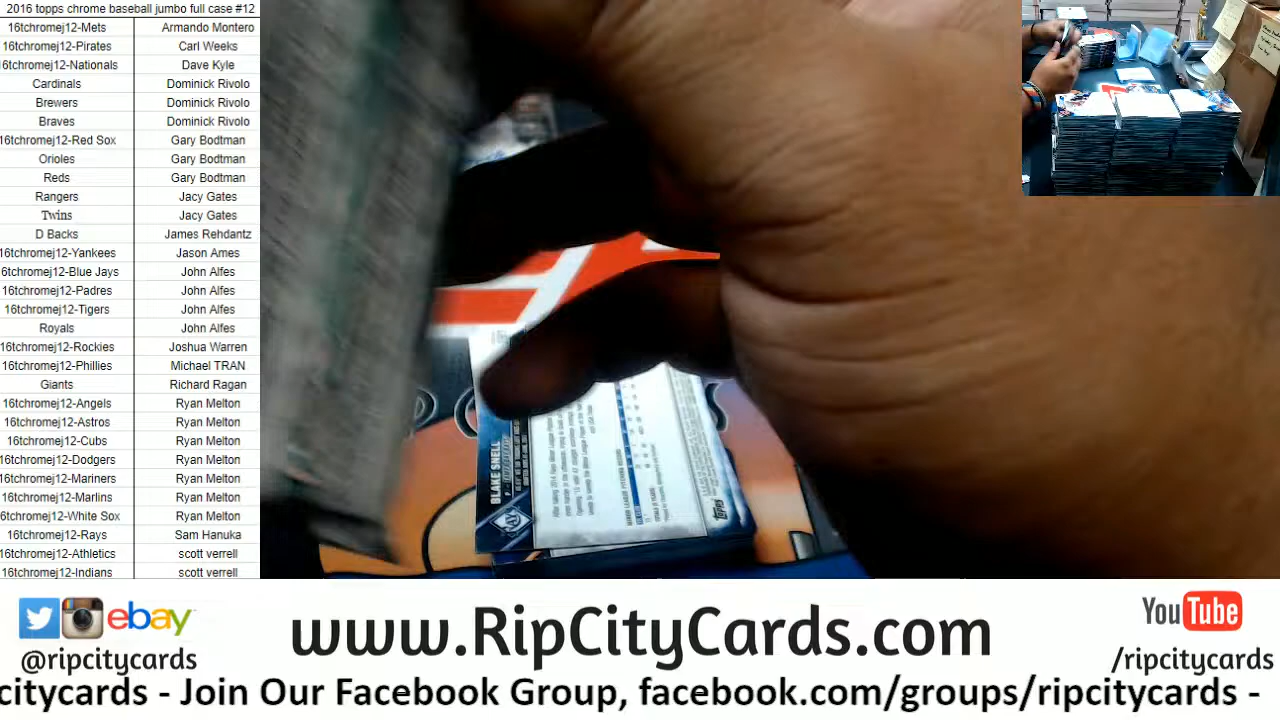 2016 topps chrome baseball jumbo full case #12
16tchromej12-Mets Armando Montero
16tchromej12-Pirates Carl Weeks
16tchromej12-Nationals Dave Kyle
Cardinals Dominick Rivolo
Brewers Dominick Rivolo
Braves Dominick Rivolo
16tchromej12-Red Sox Gary Bodtman
Orioles Gary Bodtman
Reds Gary Bodtman
Rangers Jacy Gates
Twins Jacy Gates
D Backs James Rehdantz
16tchromej12-Yankees Jason Ames
6tchromej12-Blue Jays John Alfes
16tchromej12-Padres John Alfes
16tchromej12-Tigers John Alfes
Royals John Alfes
16tchromej12-Rockies Joshua Warren
16tchromej12-Phillies Michael TRAN
Giants Richard Ragan
16tchromej12-Angels Ryan Melton
16tchromej12-Astros Ryan Melton
16tchromej12-Cubs Ryan Melton
16tchromej12-Dodgers Ryan Melton
16tchromej12-Mariners Ryan Melton
16tchromej12-Marlins Ryan Melton
6tchromej12-White Sox Ryan Melton
16tchromej12-Rays Sam Hanuka
16tchromej12-Athletics scott verrell
16tchromej12-Indians scott verrell
BLAKE SNELL
Topps
ebay
@ripcitycards
www.RipCityCards.com
YouTube
/ripcitycards
citycards - Join Our Facebook Group, facebook.com/groups/ripcitycards -